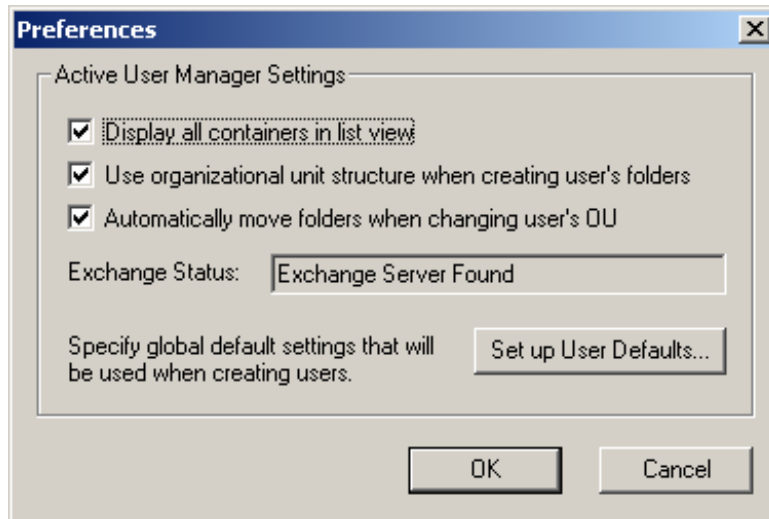 Preferences
Active User Manager Settings
Display all containers in list view
Use organizational unit structure when creating user's folders
Automatically move folders when changing user's OU
Exchange Status: Exchange Server Found
Specify global default settings that will
be used when creating users.
Set up User Defaults...
OK Cancel